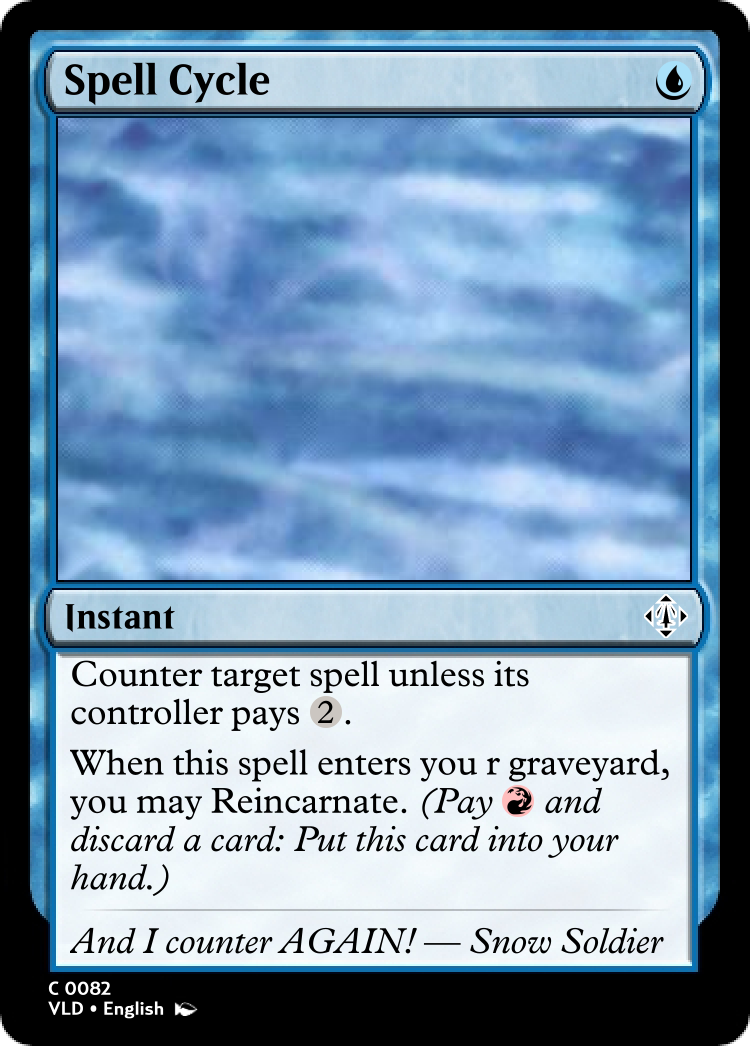 Spell Cycle
Instant
Counter target spell unless its
controller pays 2.
When this spell enters you r graveyard,
you may Reincarnate. (Pay and
discard a card: Put this card into your
hand.)
And I counter AGAIN! — Snow Soldier
C 0082
VLD • English